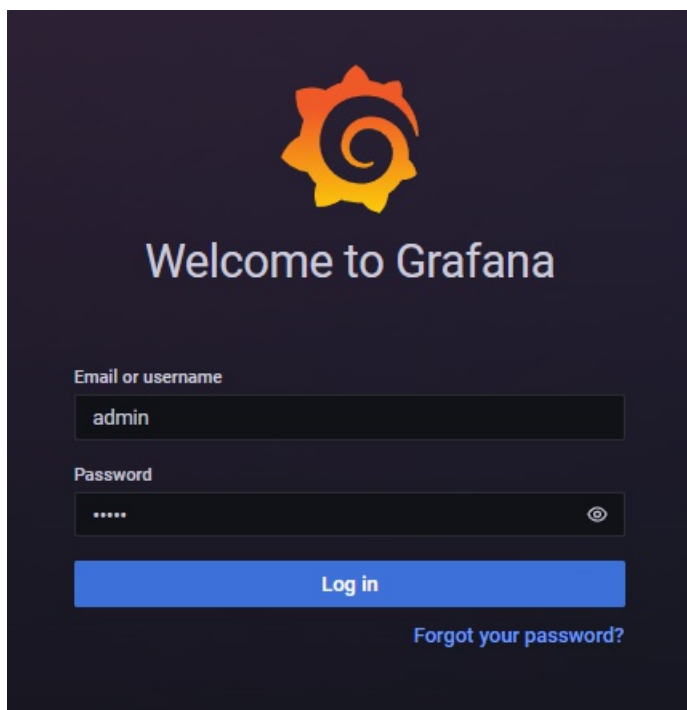 Welcome to Grafana
Email or username
admin
Password
•••••
Log in
Forgot your password?